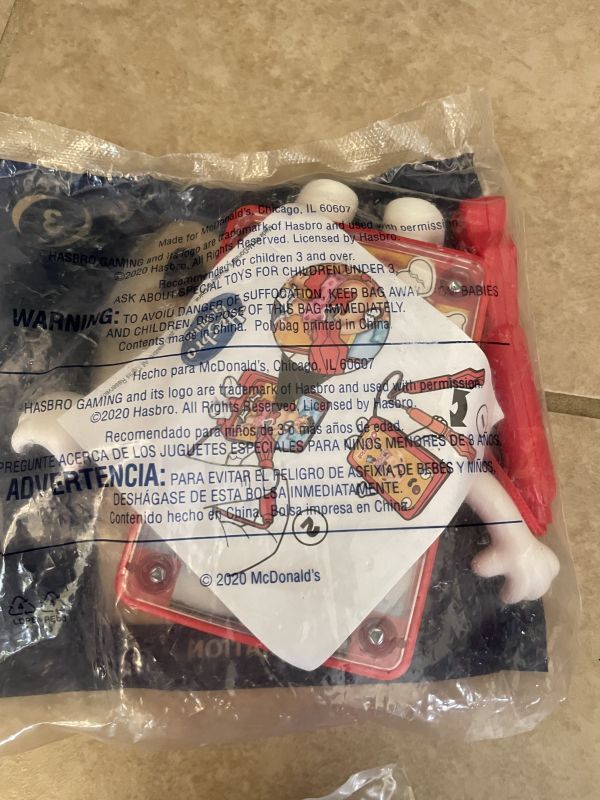 3
Made for McDonald's, Chicago, IL 60607
HASBRO GAMING and its logo are trademark of Hasbro and used with permission.
©2020 Hasbro. All Rights Reserved. Licensed by Hasbro.
Recommended for children 3 and over.
ASK ABOUT SPECIAL TOYS FOR CHILDREN UNDER 3.
WARNING: TO AVOID DANGER OF SUFFOCATION, KEEP BAG AWAY FROM BABIES
AND CHILDREN. DISPOSE OF THIS BAG IMMEDIATELY.
Contents made in China. Polybag printed in China.
Hecho para McDonald's, Chicago, IL 60607
HASBRO GAMING and its logo are trademark of Hasbro and used with permission.
©2020 Hasbro. All Rights Reserved. Licensed by Hasbro.
Recomendado para niños de 3 ó más años de edad.
PREGUNTE ACERCA DE LOS JUGUETES ESPECIALES PARA NIÑOS MENORES DE 3 AÑOS.
ADVERTENCIA: PARA EVITAR EL PELIGRO DE ASFIXIA DE BEBÉS Y NIÑOS,
DESHÁGASE DE ESTA BOLSA INMEDIATAMENTE.
Contenido hecho en China. Bolsa impresa en China.
1
2
© 2020 McDonald's